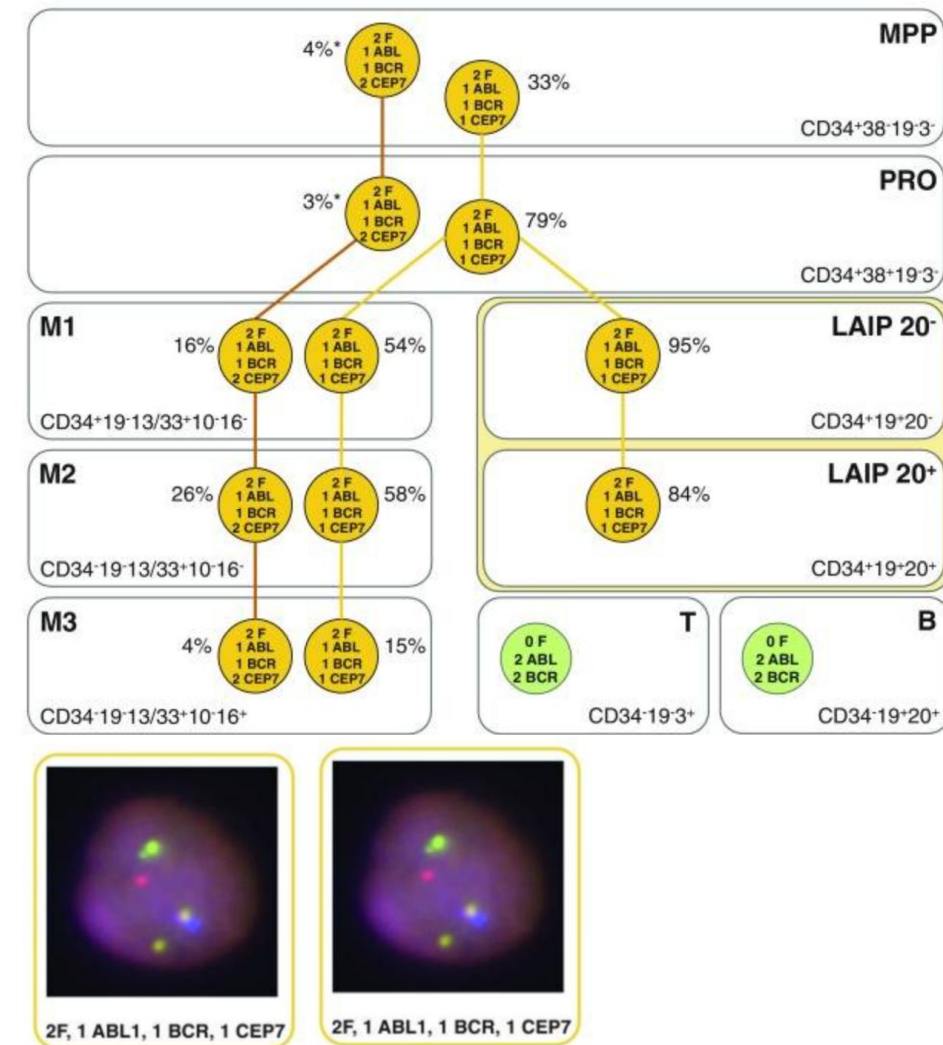 MPP
4%*
2 F
1 ABL
1 BCR
2 CEP7
2 F
1 ABL
1 BCR
1 CEP7
33%
CD34⁺38⁻19⁻3⁻
PRO
3%*
2 F
1 ABL
1 BCR
2 CEP7
2 F
1 ABL
1 BCR
1 CEP7
79%
CD34⁺38⁺19⁻3⁻
M1
16%
2 F
1 ABL
1 BCR
2 CEP7
2 F
1 ABL
1 BCR
1 CEP7
54%
CD34⁺19⁻13/33⁺10⁻16⁻
LAIP 20⁻
2 F
1 ABL
1 BCR
1 CEP7
95%
CD34⁺19⁺20⁻
M2
26%
2 F
1 ABL
1 BCR
2 CEP7
2 F
1 ABL
1 BCR
1 CEP7
58%
CD34⁻19⁻13/33⁺10⁻16⁻
LAIP 20⁺
2 F
1 ABL
1 BCR
1 CEP7
84%
CD34⁺19⁺20⁺
M3
4%
2 F
1 ABL
1 BCR
2 CEP7
2 F
1 ABL
1 BCR
1 CEP7
15%
CD34⁻19⁻13/33⁺10⁻16⁺
T
0 F
2 ABL
2 BCR
CD34⁻19⁻3⁺
B
0 F
2 ABL
2 BCR
CD34⁻19⁺20⁺
2F, 1 ABL1, 1 BCR, 1 CEP7
2F, 1 ABL1, 1 BCR, 1 CEP7